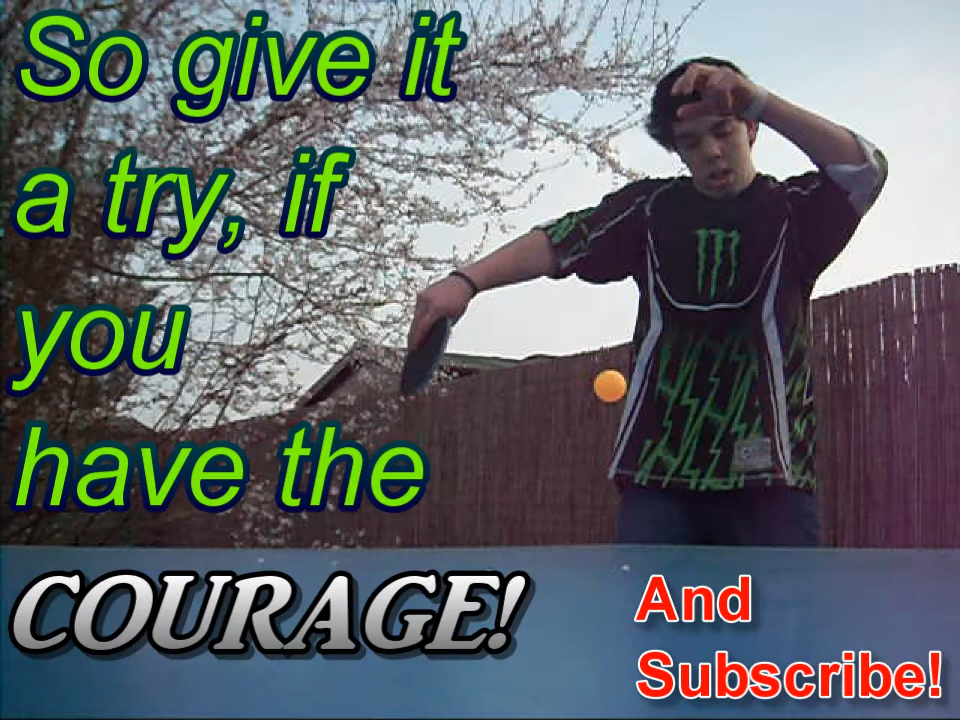 So give it
a try, if
you
have the
COURAGE!
And
Subscribe!